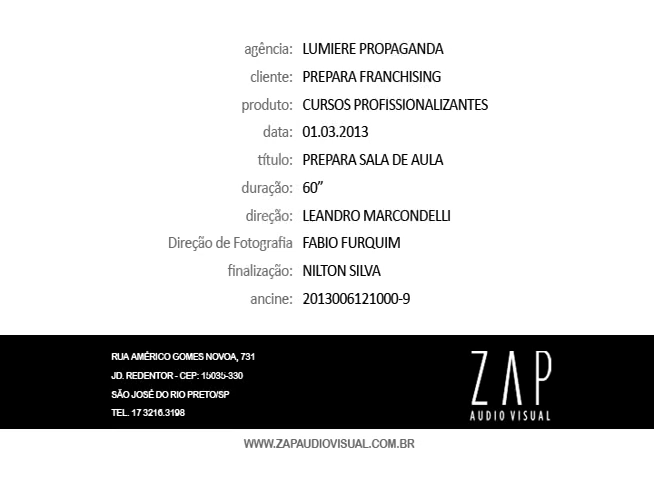 agência: LUMIERE PROPAGANDA
cliente: PREPARA FRANCHISING
produto: CURSOS PROFISSIONALIZANTES
data: 01.03.2013
título: PREPARA SALA DE AULA
duração: 60”
direção: LEANDRO MARCONDELLI
Direção de Fotografia FABIO FURQUIM
finalização: NILTON SILVA
ancine: 2013006121000-9
RUA AMÉRICO GOMES NOVOA, 731
JD. REDENTOR - CEP: 15035-330
SÃO JOSÉ DO RIO PRETO/SP
TEL. 17 3216.3198
ZAP
AUDIO VISUAL
WWW.ZAPAUDIOVISUAL.COM.BR